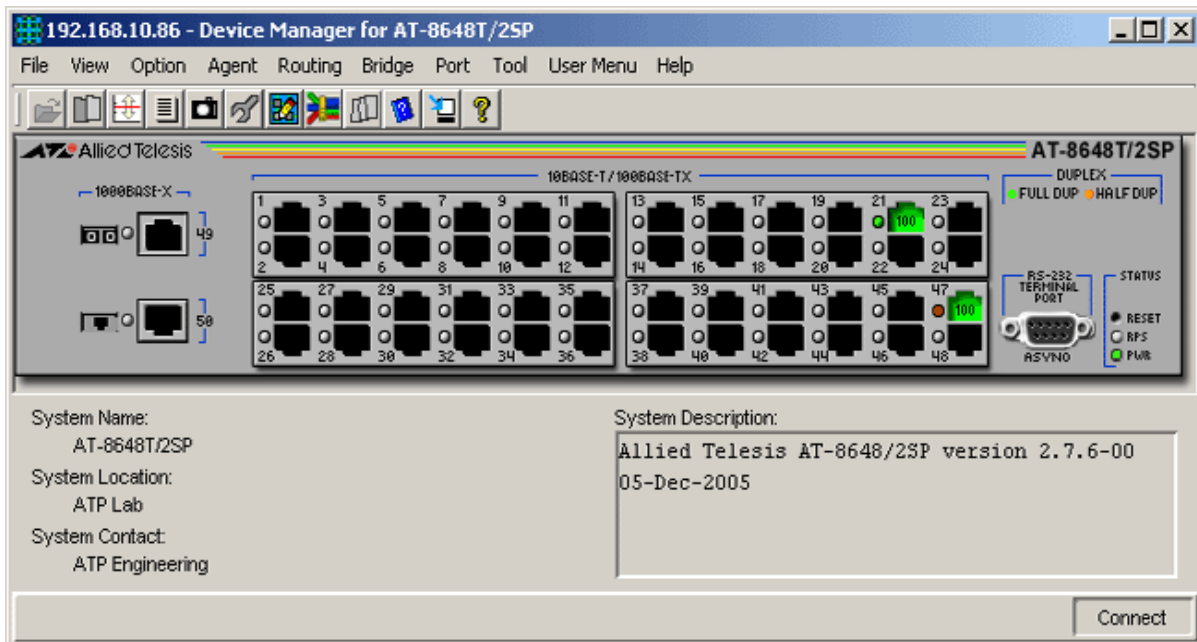 192.168.10.86 - Device Manager for AT-8648T/2SP
File View Option Agent Routing Bridge Port Tool User Menu Help
Allied Telesis
AT-8648T/2SP
1000BASE-X
10BASE-T/100BASE-TX
DUPLEX
FULL DUP HALF DUP
1 3 5 7 9 11 13 15 17 19 21 23
100
49
2 4 6 8 10 12 14 16 18 20 22 24
RS-232
TERMINAL
PORT
ASYN0
STATUS
RESET
RPS
PWR
25 27 29 31 33 35 37 39 41 43 45 47
100
50
26 28 30 32 34 36 38 40 42 44 46 48
System Name:
AT-8648T/2SP
System Location:
ATP Lab
System Contact:
ATP Engineering
System Description:
Allied Telesis AT-8648/2SP version 2.7.6-00
05-Dec-2005
Connect